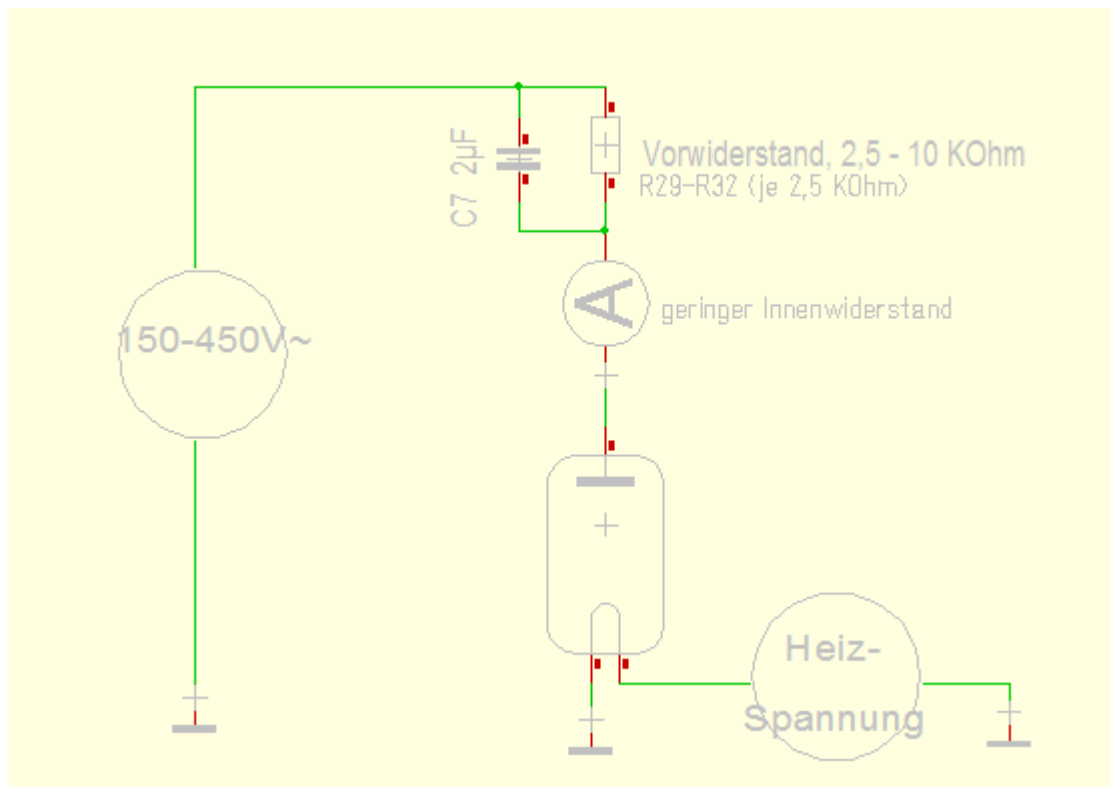 C7 2µF
Vorwiderstand, 2,5 - 10 KOhm
R29-R32 (je 2,5 KOhm)
A
geringer Innenwiderstand
150-450V~
Heiz-
Spannung